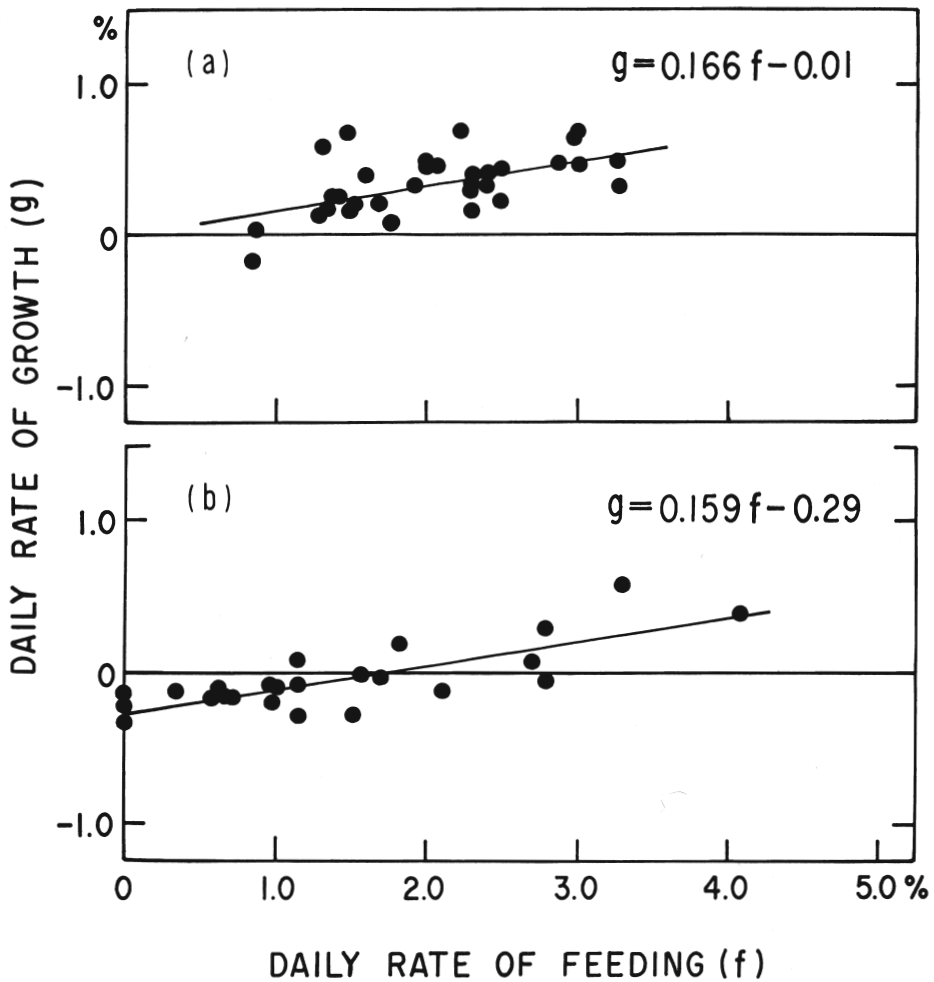 %
(a)
g=0.166 f-0.01
1.0
0
-1.0
(b)
g=0.159 f-0.29
1.0
0
-1.0
0 1.0 2.0 3.0 4.0 5.0 %
DAILY RATE OF FEEDING (f)
DAILY RATE OF GROWTH (g)